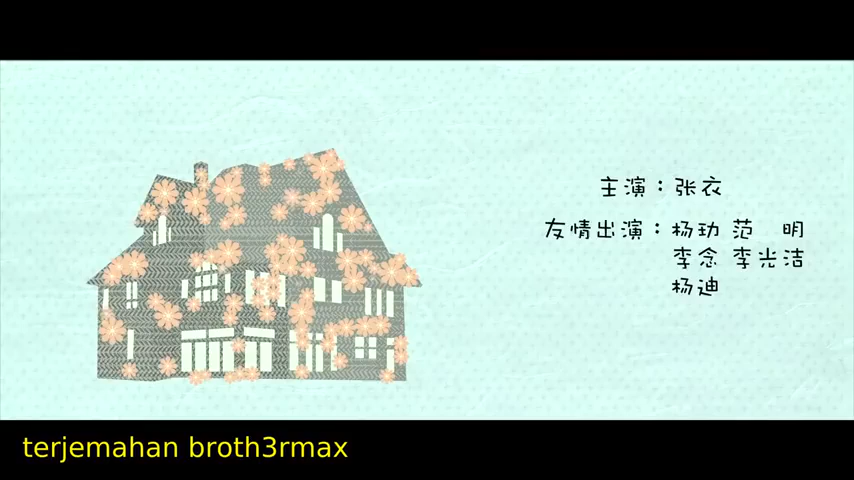 主演：张衣
友情出演：杨玏 范　明
李念 李光洁
杨迪
terjemahan broth3rmax